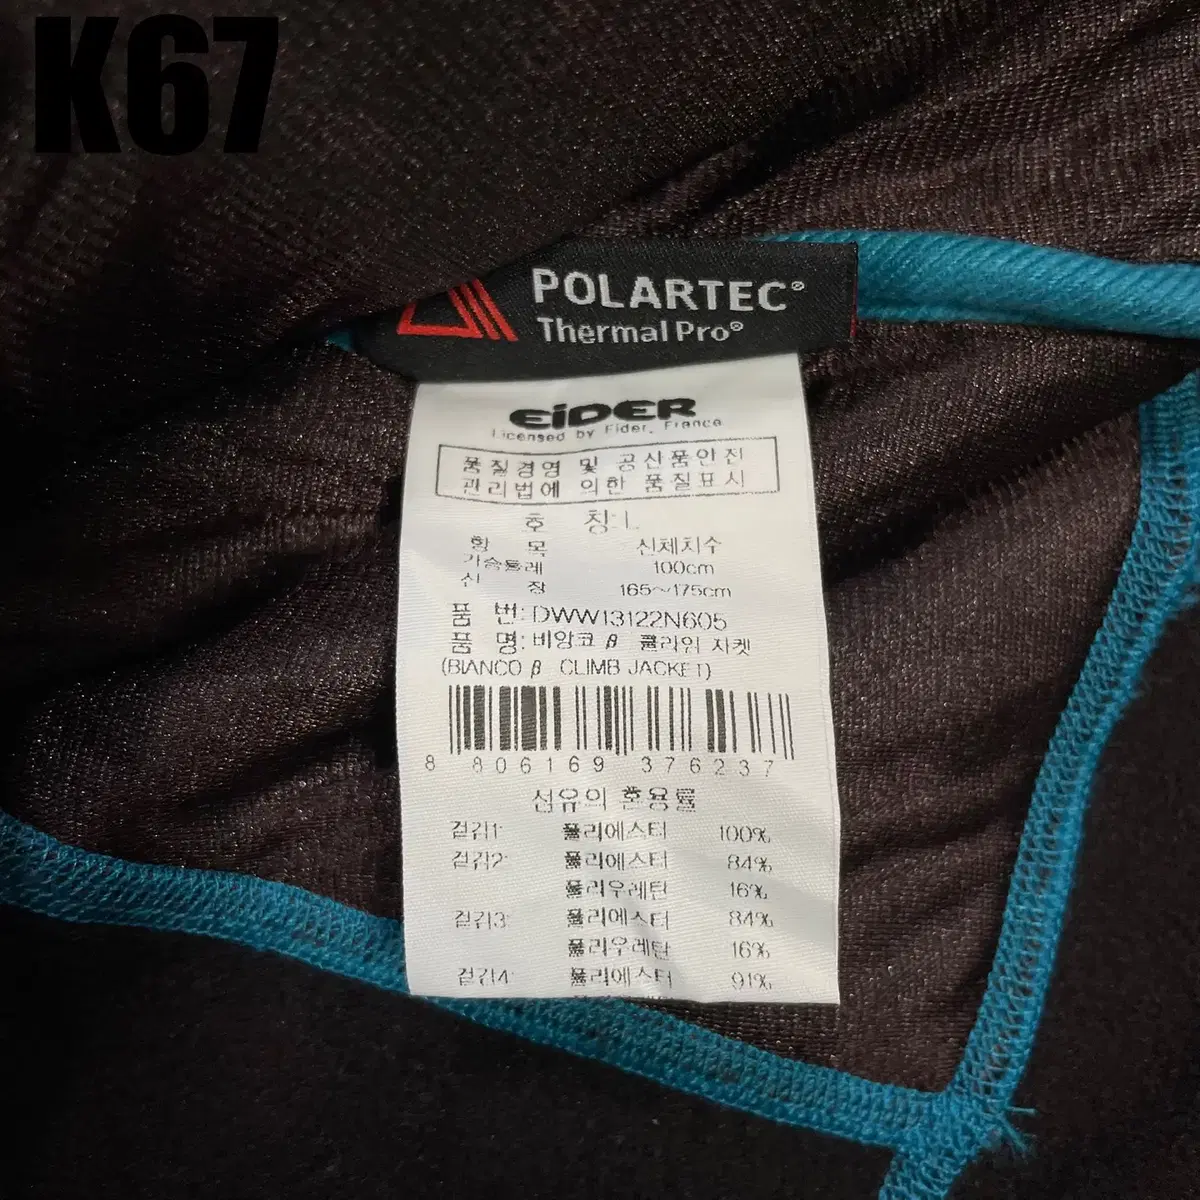 K67
POLARTEC®
Thermal Pro®
EiDER
Licensed by Eider, France
품질경영 및 공산품안전
관리법에 의한 품질표시
호 칭:L
항 목 신체치수
가슴둘레 100cm
신 장 165~175cm
품 번:DWW13122N605
품 명:비앙코 β 클라임 자켓
(BIANCO β CLIMB JACKET)
8 806169 376237
섬유의 혼용률
겉감1: 폴리에스터 100%
겉감2: 폴리에스터 84%
폴리우레탄 16%
겉감3: 폴리에스터 84%
폴리우레탄 16%
겉감4: 폴리에스터 91%